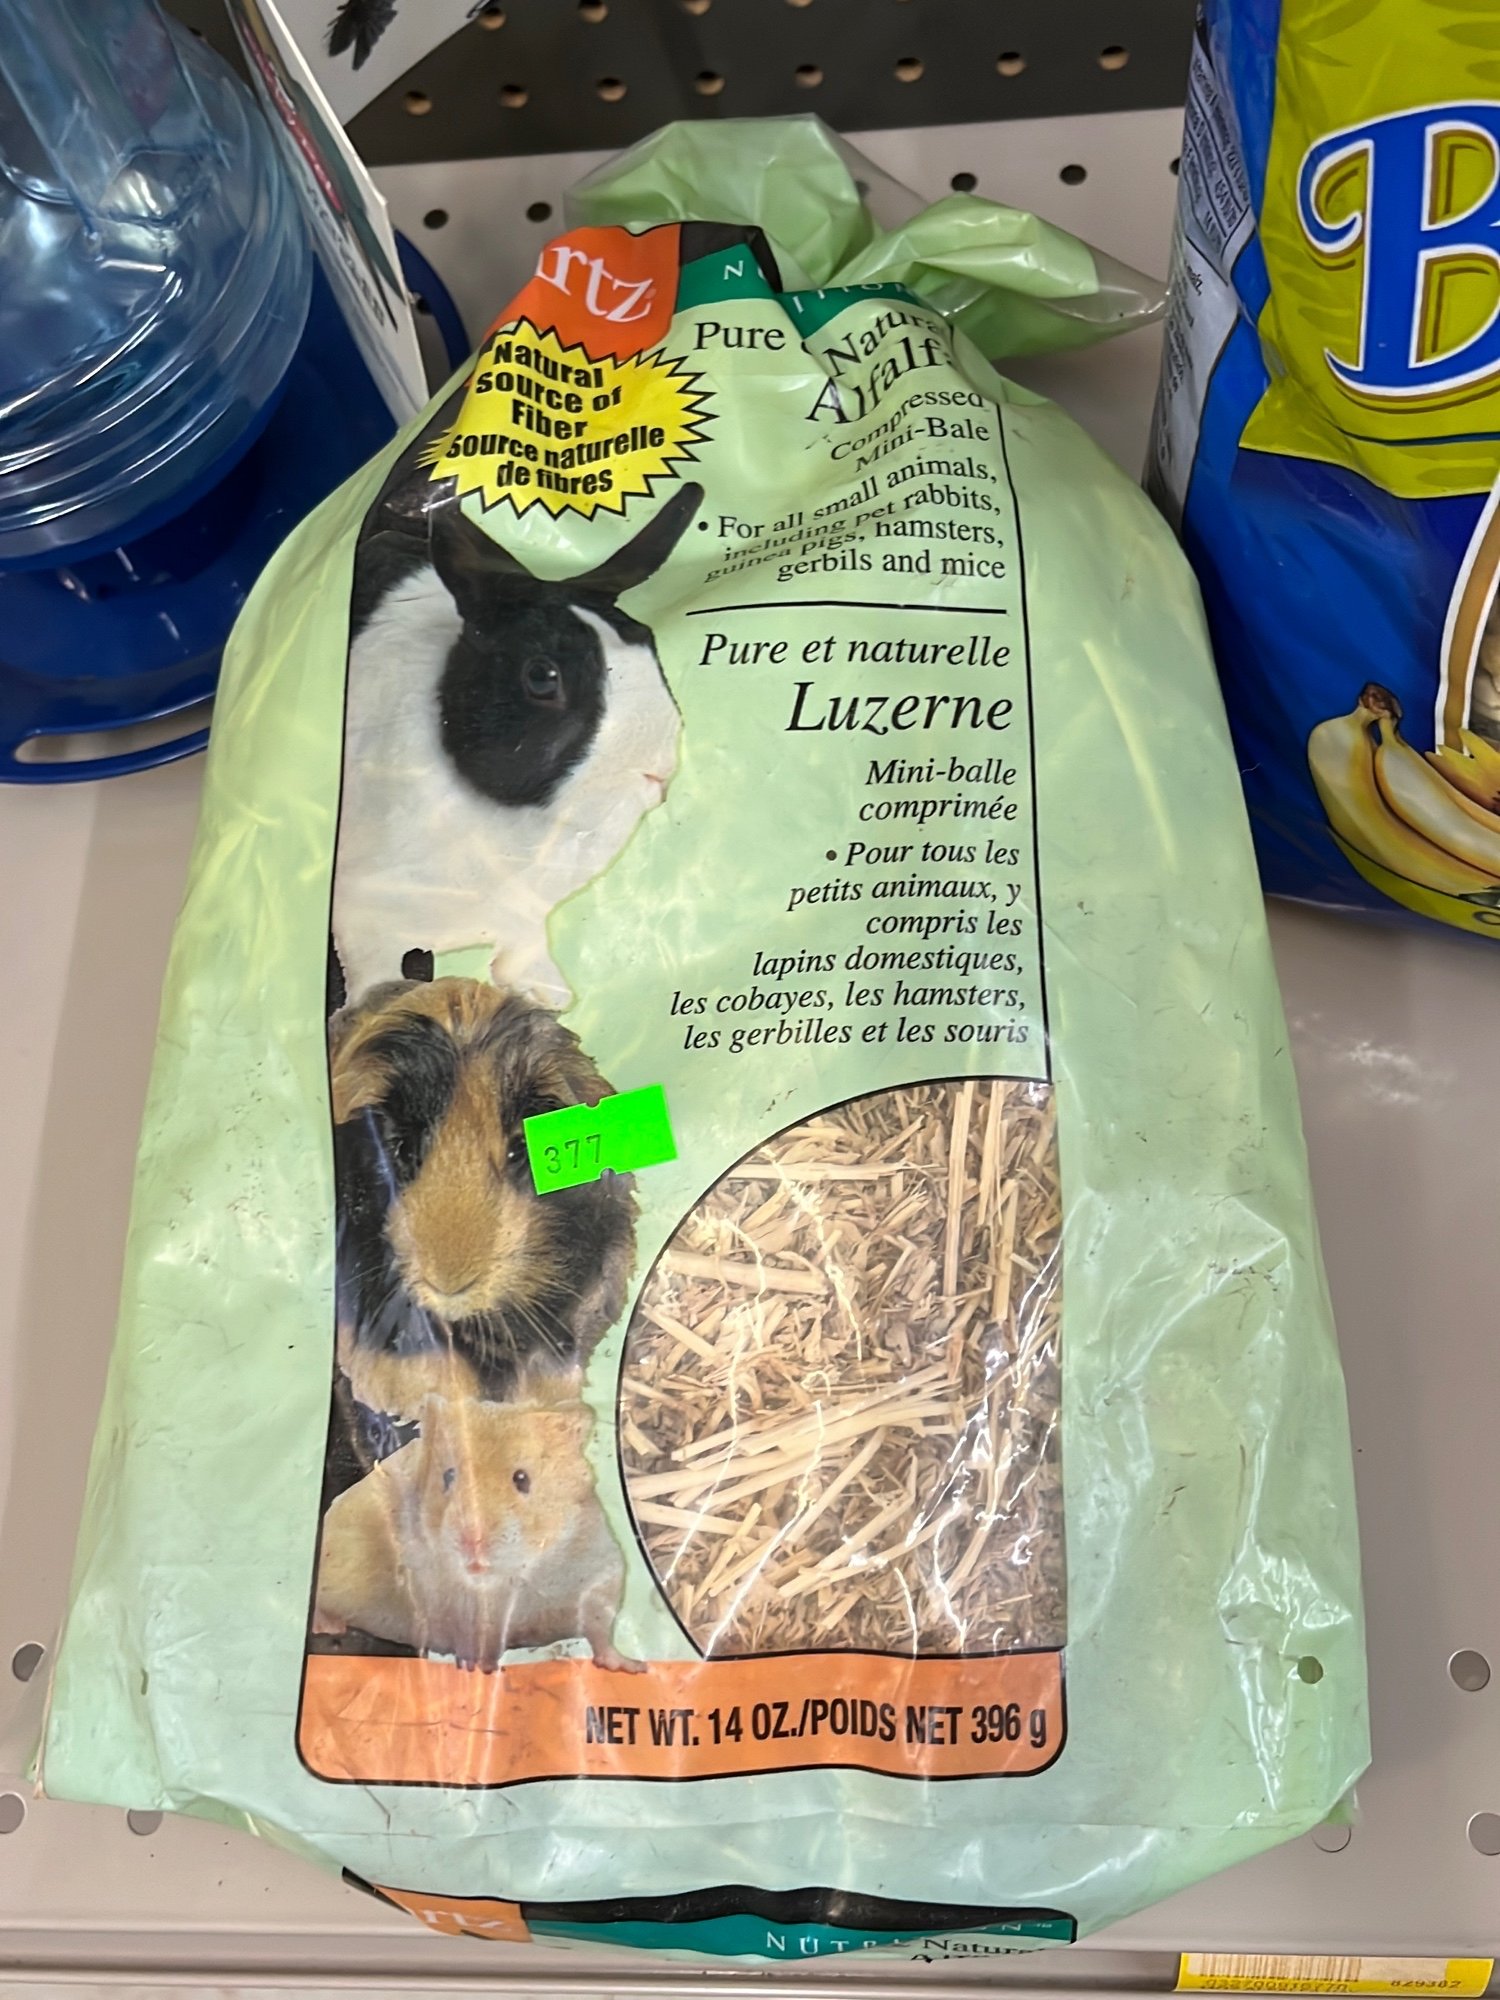 rtz
Pure
Natural
Source of
Fiber
Source naturelle
de fibres
Compressed
Mini-Bale
• For all small animals,
including pet rabbits,
guinea pigs, hamsters,
gerbils and mice
Pure et naturelle
Luzerne
Mini-balle
comprimée
• Pour tous les
petits animaux, y
compris les
lapins domestiques,
les cobayes, les hamsters,
les gerbilles et les souris
377
NET WT. 14 OZ./POIDS NET 396 g
B
829382